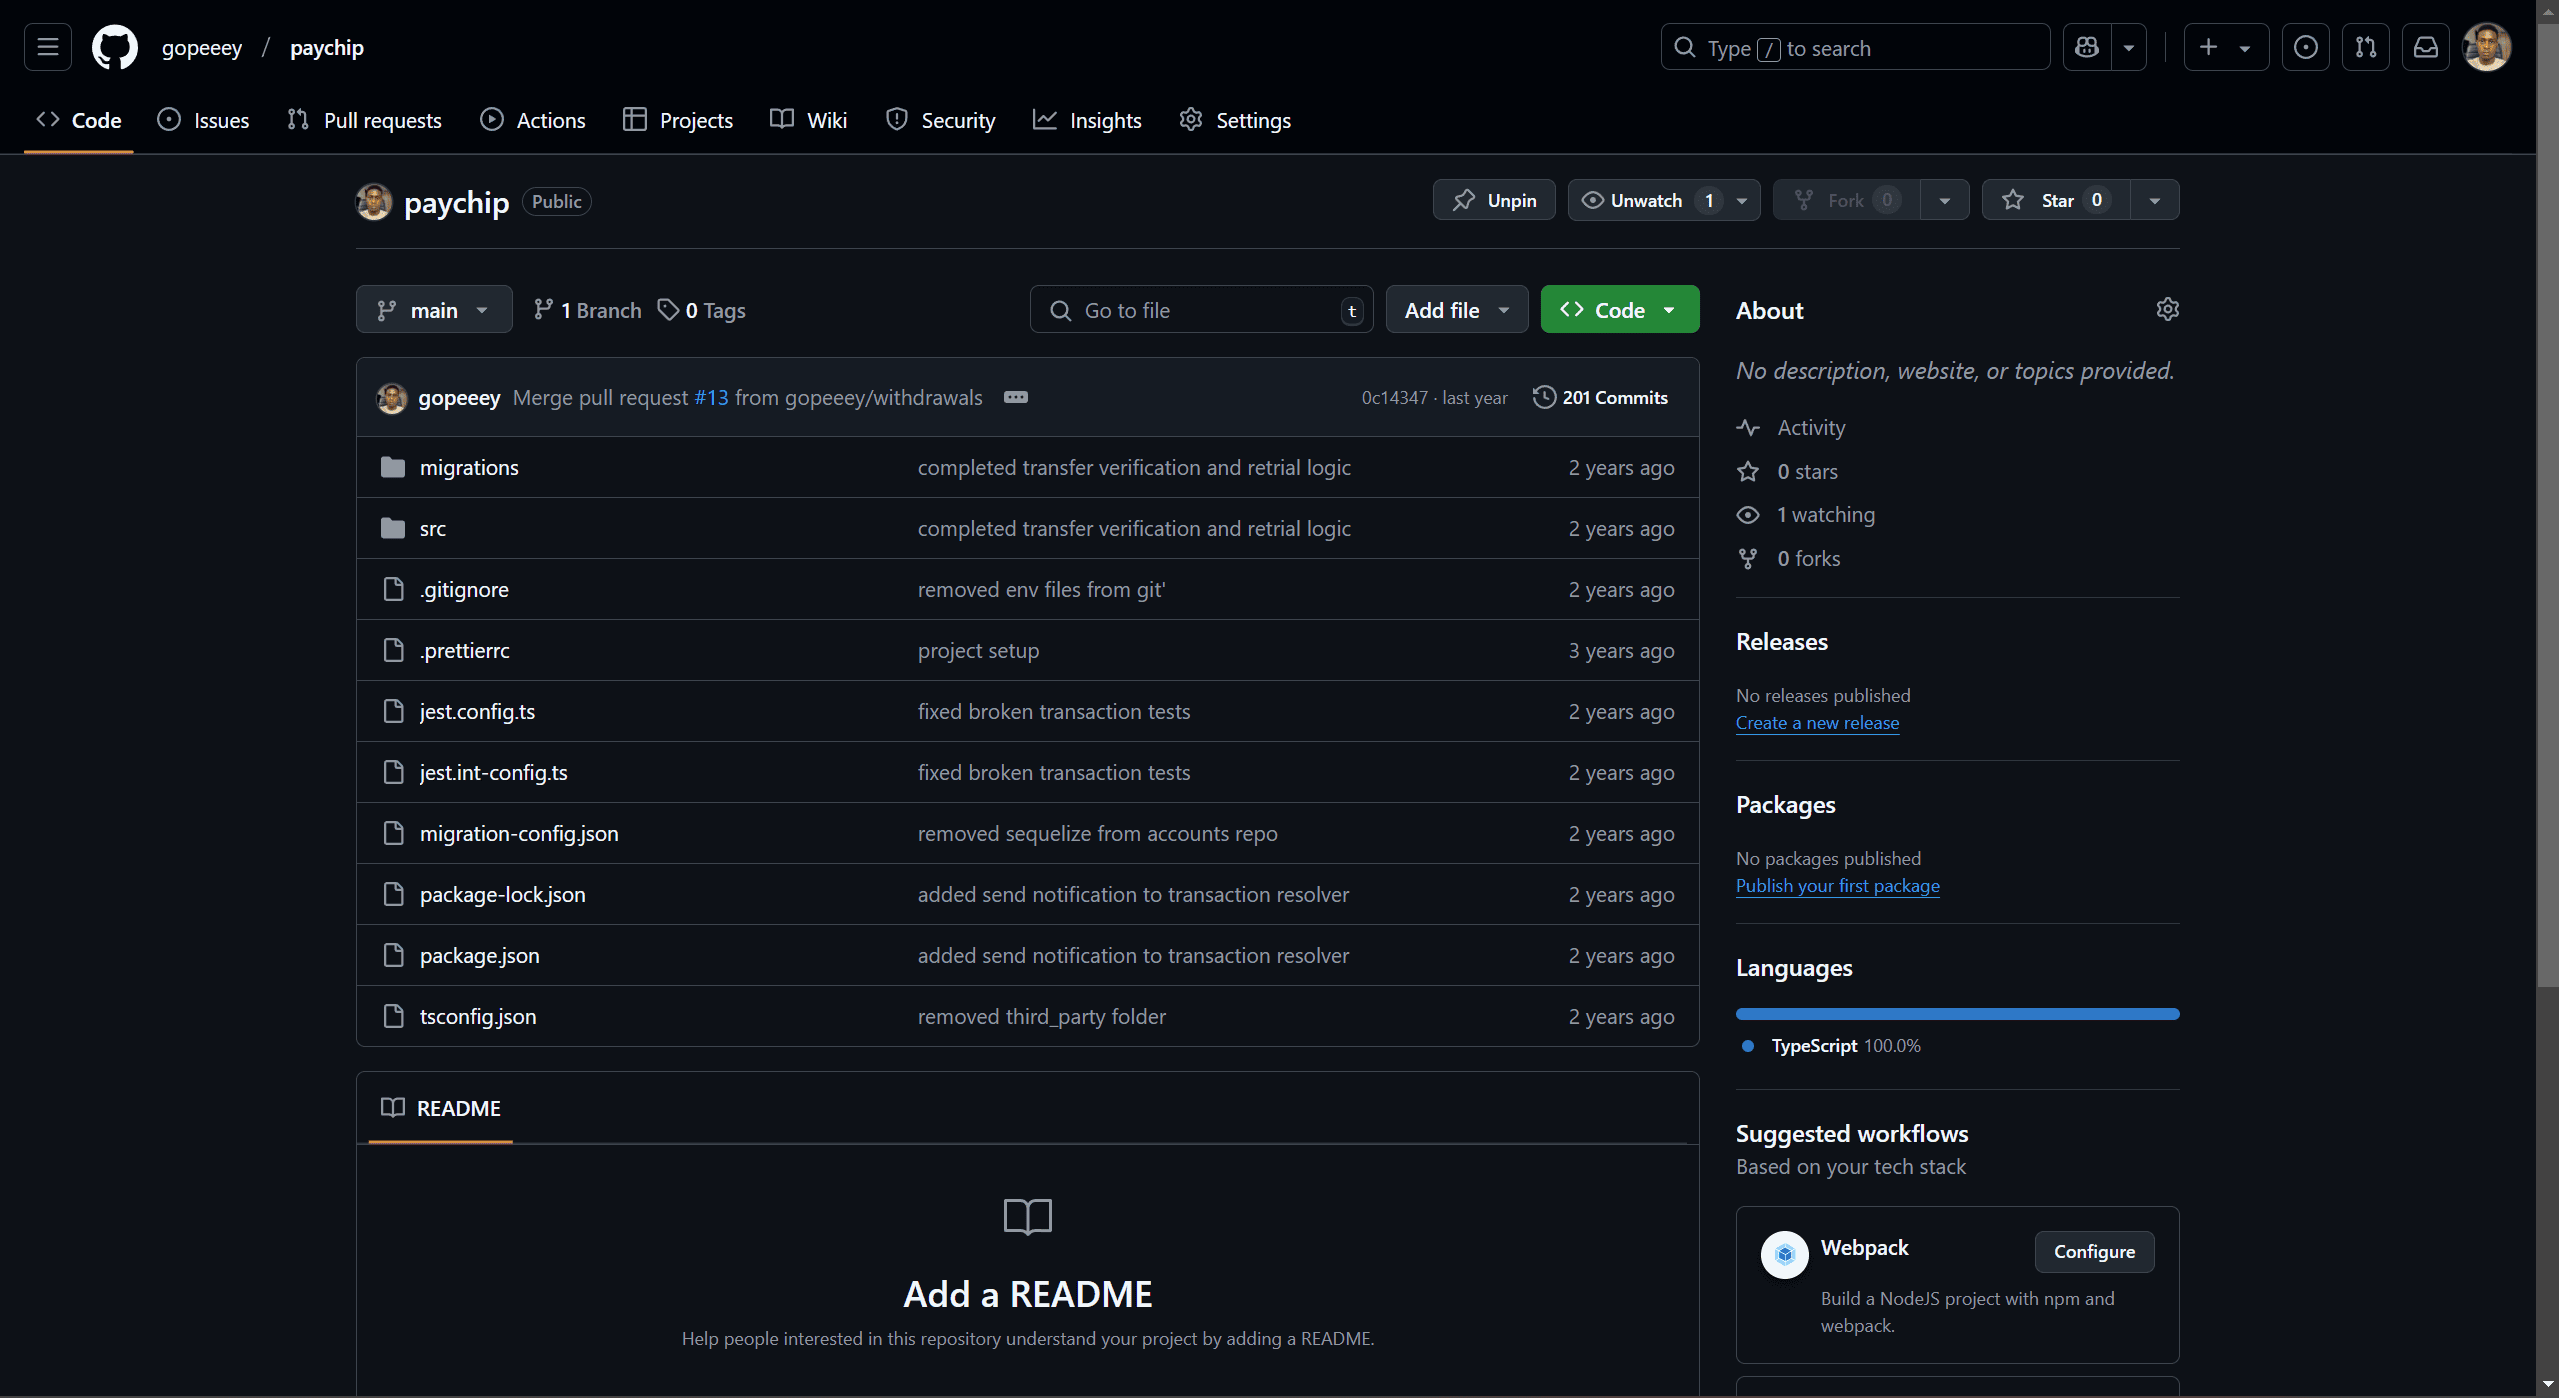 gopeeey / paychip
Type / to search
Code Issues Pull requests Actions Projects Wiki Security Insights Settings
paychip Public
Unpin Unwatch 1 Fork 0 Star 0
main 1 Branch 0 Tags Go to file t Add file Code
gopeeey Merge pull request #13 from gopeeey/withdrawals 0c14347 · last year 201 Commits
migrations completed transfer verification and retrial logic 2 years ago
src completed transfer verification and retrial logic 2 years ago
.gitignore removed env files from git' 2 years ago
.prettierrc project setup 3 years ago
jest.config.ts fixed broken transaction tests 2 years ago
jest.int-config.ts fixed broken transaction tests 2 years ago
migration-config.json removed sequelize from accounts repo 2 years ago
package-lock.json added send notification to transaction resolver 2 years ago
package.json added send notification to transaction resolver 2 years ago
tsconfig.json removed third_party folder 2 years ago
README
Add a README
Help people interested in this repository understand your project by adding a README.
About
No description, website, or topics provided.
Activity
0 stars
1 watching
0 forks
Releases
No releases published
Create a new release
Packages
No packages published
Publish your first package
Languages
TypeScript 100.0%
Suggested workflows
Based on your tech stack
Webpack
Configure
Build a NodeJS project with npm and
webpack.